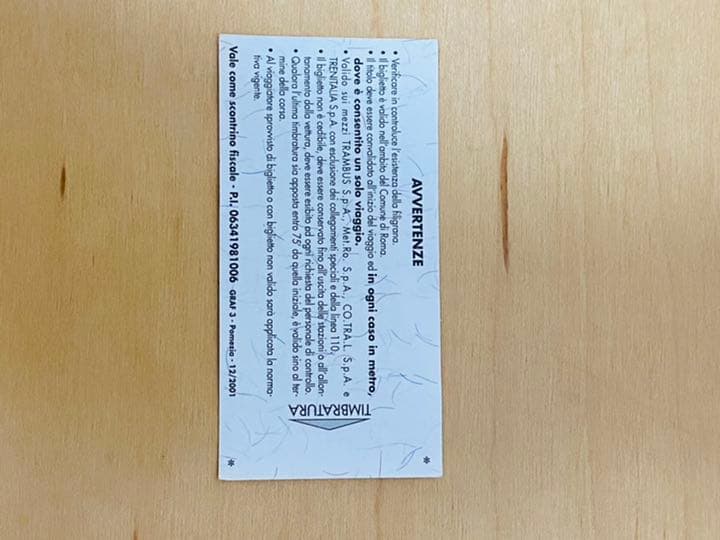 AVVERTENZE
• Verificare in controluce l'esistenza della filigrana.
• Il biglietto è valido nell'ambito del Comune di Roma.
• Il titolo deve essere convalidato all'inizio del viaggio ed in ogni caso in metro,
dove è consentito un solo viaggio.
• Valido sui mezzi TRAMBUS S.p.A., Met.Ro. S.p.A., CO.TRA.L. S.p.A. e
TRENITALIA S.p.A. con esclusione dei collegamenti speciali e della linea 110.
• Il biglietto non è cedibile, deve essere conservato fino all'uscita delle stazioni o all'allon-
tanamento dalla vettura, deve essere esibito ad ogni richiesta del personale di controllo.
• Qualora l'ultima timbratura sia apposta entro 75' da quella iniziale, è valido sino al ter-
mine della corsa.
• Al viaggiatore sprovvisto di biglietto o con biglietto non valido sarà applicata la norma-
tiva vigente.
Vale come scontrino fiscale - P.I. 06341981006 GRAF 3 - Pomezia - 12/2001
TIMBRATURA
*
*